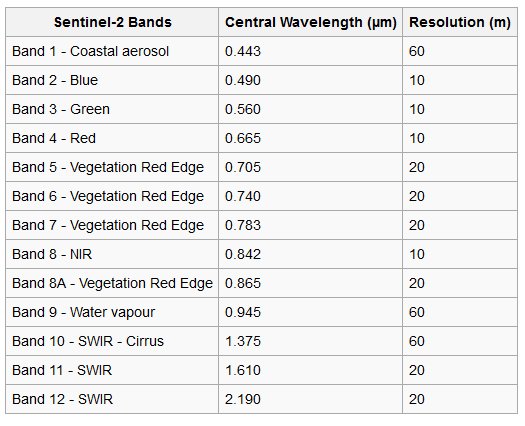 Sentinel-2 Bands Central Wavelength (µm) Resolution (m)
Band 1 - Coastal aerosol 0.443 60
Band 2 - Blue 0.490 10
Band 3 - Green 0.560 10
Band 4 - Red 0.665 10
Band 5 - Vegetation Red Edge 0.705 20
Band 6 - Vegetation Red Edge 0.740 20
Band 7 - Vegetation Red Edge 0.783 20
Band 8 - NIR 0.842 10
Band 8A - Vegetation Red Edge 0.865 20
Band 9 - Water vapour 0.945 60
Band 10 - SWIR - Cirrus 1.375 60
Band 11 - SWIR 1.610 20
Band 12 - SWIR 2.190 20